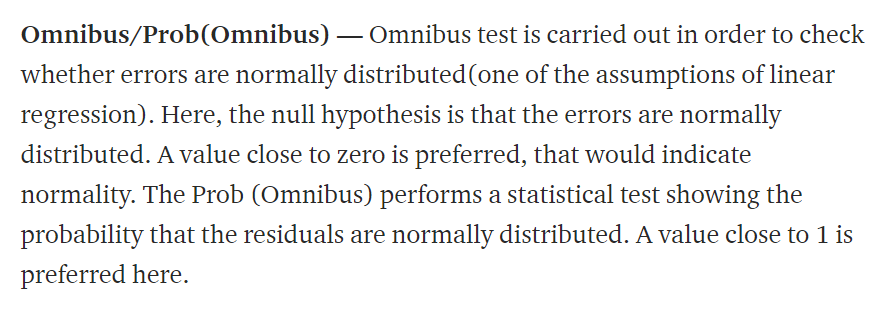 Omnibus/Prob(Omnibus) — Omnibus test is carried out in order to check
whether errors are normally distributed(one of the assumptions of linear
regression). Here, the null hypothesis is that the errors are normally
distributed. A value close to zero is preferred, that would indicate
normality. The Prob (Omnibus) performs a statistical test showing the
probability that the residuals are normally distributed. A value close to 1 is
preferred here.